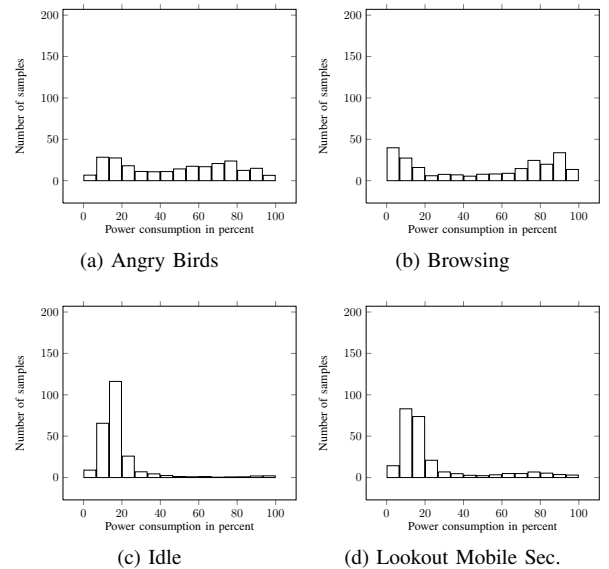 200
150
100
50
0
Number of samples
0 20 40 60 80 100
Power consumption in percent
(a) Angry Birds
200
150
100
50
0
Number of samples
0 20 40 60 80 100
Power consumption in percent
(b) Browsing
200
150
100
50
0
Number of samples
0 20 40 60 80 100
Power consumption in percent
(c) Idle
200
150
100
50
0
Number of samples
0 20 40 60 80 100
Power consumption in percent
(d) Lookout Mobile Sec.